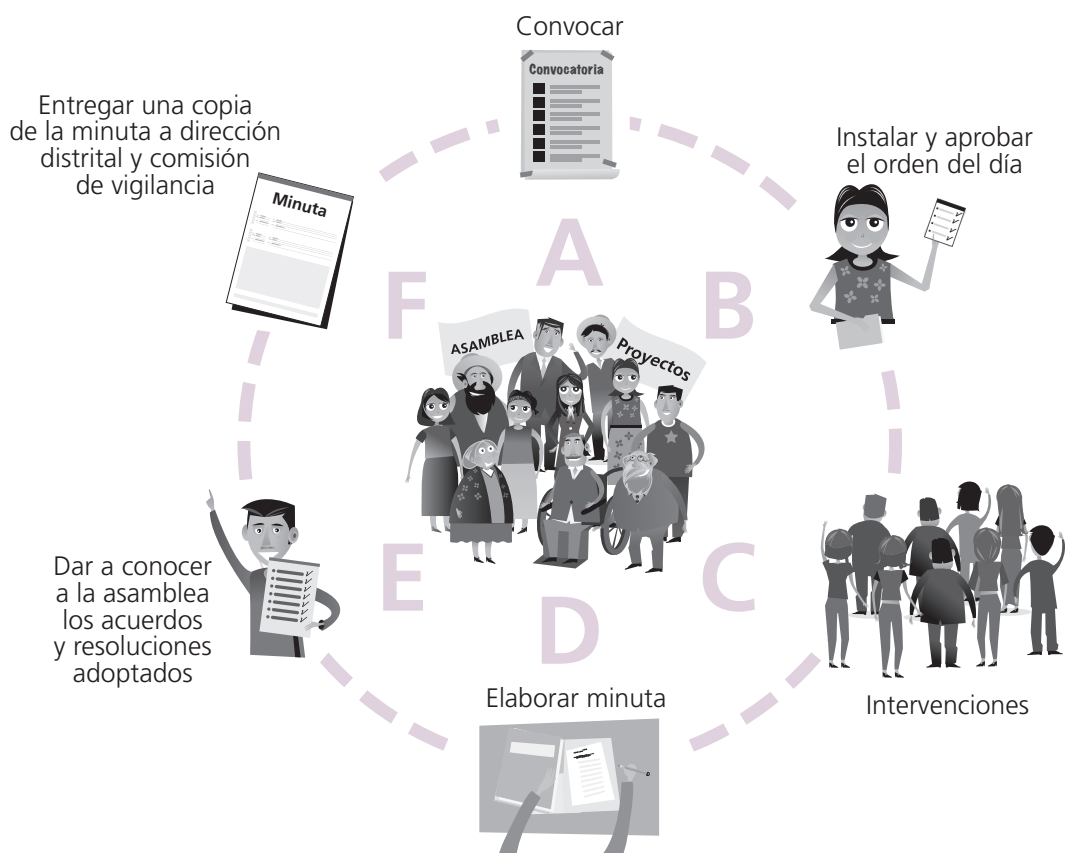 Convocar
Convocatoria
A
Instalar y aprobar
el orden del día
B
Intervenciones
C
Elaborar minuta
D
Dar a conocer
a la asamblea
los acuerdos
y resoluciones
adoptados
E
Entregar una copia
de la minuta a dirección
distrital y comisión
de vigilancia
Minuta
F
ASAMBLEA
Proyectos